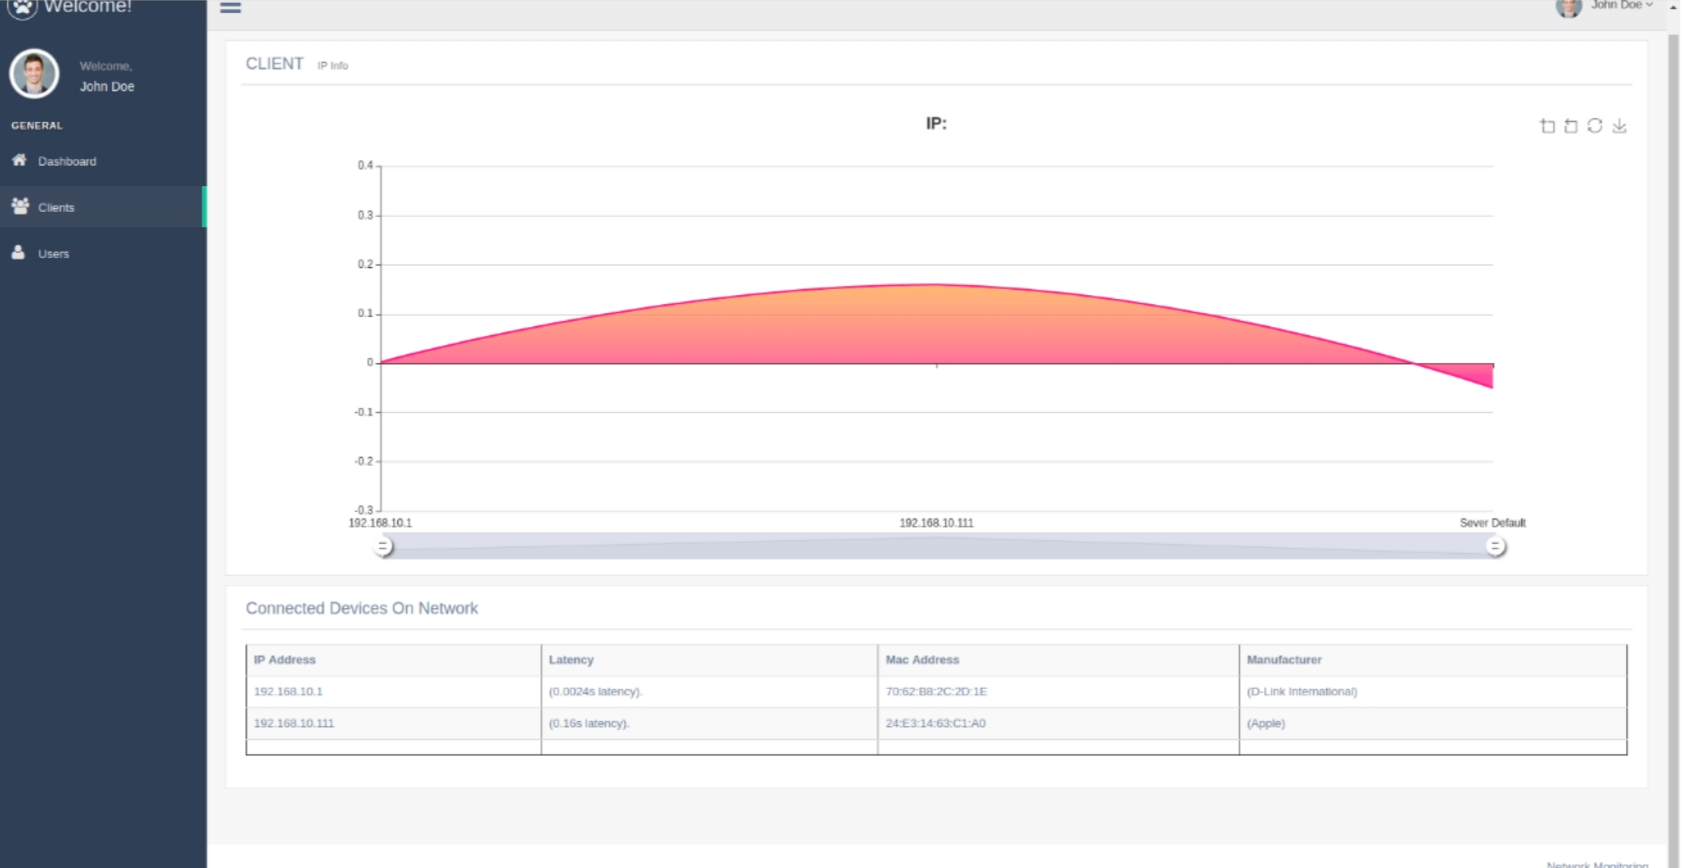 Welcome!
John Doe
Welcome,
John Doe
GENERAL
Dashboard
Clients
Users
CLIENT IP Info
IP:
0.4
0.3
0.2
0.1
0
-0.1
-0.2
-0.3
192.168.10.1 192.168.10.111 Sever Default
Connected Devices On Network
IP Address Latency Mac Address Manufacturer
192.168.10.1 (0.0024s latency). 70:62:B8:2C:2D:1E (D-Link International)
192.168.10.111 (0.16s latency). 24:E3:14:63:C1:A0 (Apple)
Network Monitoring